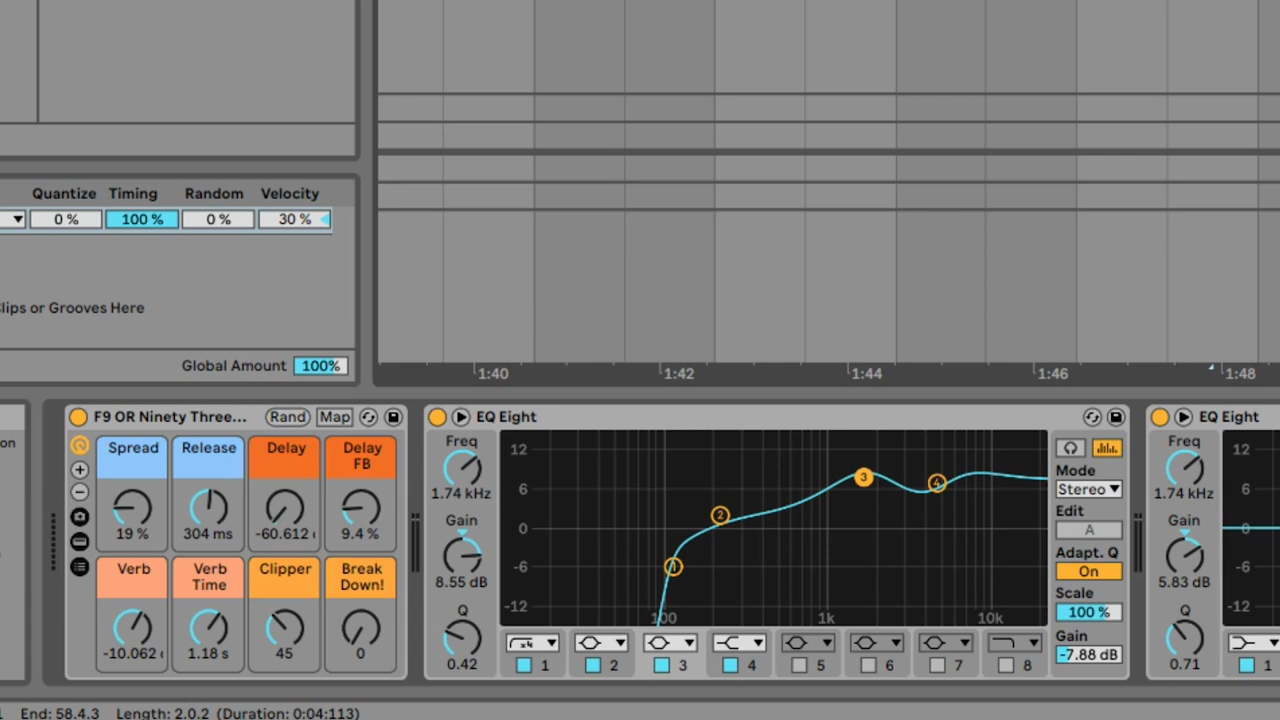 Quantize Timing Random Velocity
0 % 100 % 0 % 30 %
lips or Grooves Here
Global Amount 100%
1:40 1:42 1:44 1:46 1:48
on
F9 OR Ninety Three... Rand Map
Spread Release Delay Delay FB
19 % 304 ms -60.612 9.4 %
Verb Verb Time Clipper Break Down!
-10.062 1.18 s 45 0
EQ Eight
Freq
1.74 kHz
Gain
8.55 dB
Q
0.42
12
6
0
-6
-12
1 2 3 4
100 1k 10k
1 2 3 4 5 6 7 8
Mode
Stereo
Edit
A
Adapt. Q
On
Scale
100 %
Gain
-7.88 dB
EQ Eight
Freq
1.74 kHz
Gain
5.83 dB
Q
0.71
12
6
0
-6
-12
1
End: 58.4.3 Length: 2.0.2 (Duration: 0:04:113)